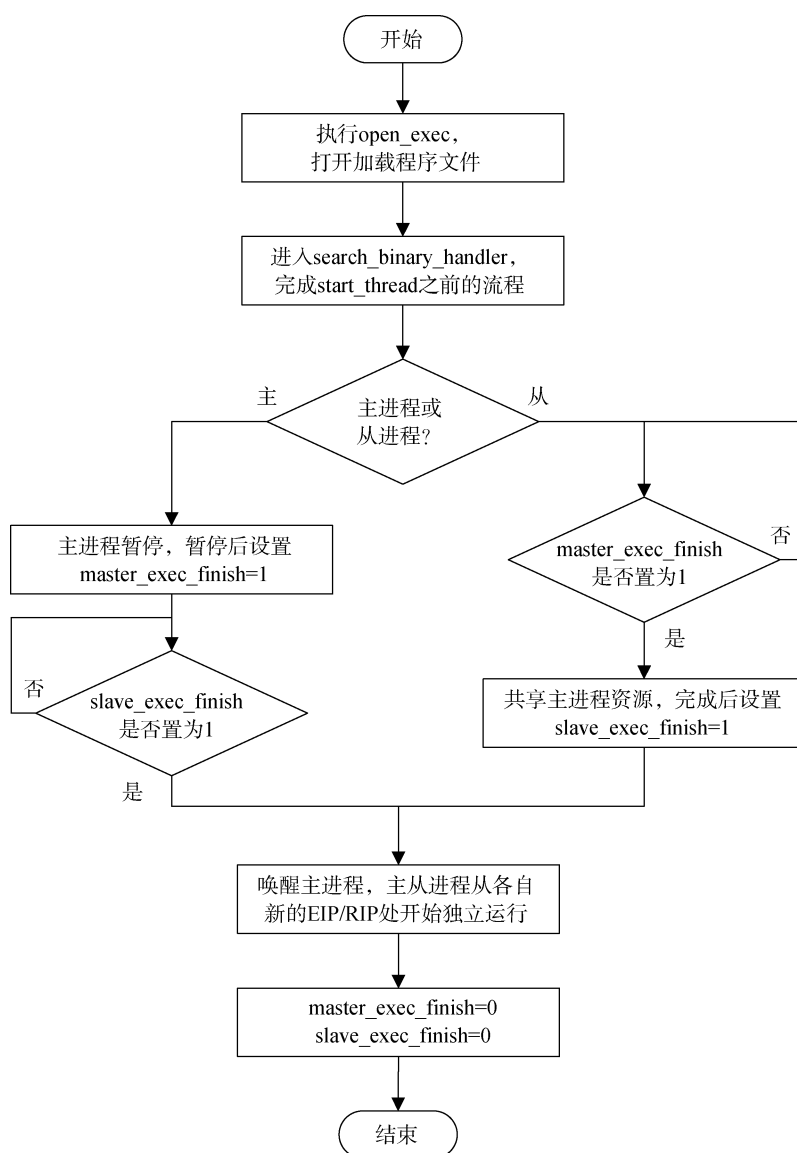 开始
执行open_exec，
打开加载程序文件
进入search_binary_handler，
完成start_thread之前的流程
主
主进程或
从进程？
从
主进程暂停，暂停后设置
master_exec_finish=1
master_exec_finish
是否置为1
否
是
否
slave_exec_finish
是否置为1
共享主进程资源，完成后设置
slave_exec_finish=1
是
唤醒主进程，主从进程从各自
新的EIP/RIP处开始独立运行
master_exec_finish=0
slave_exec_finish=0
结束